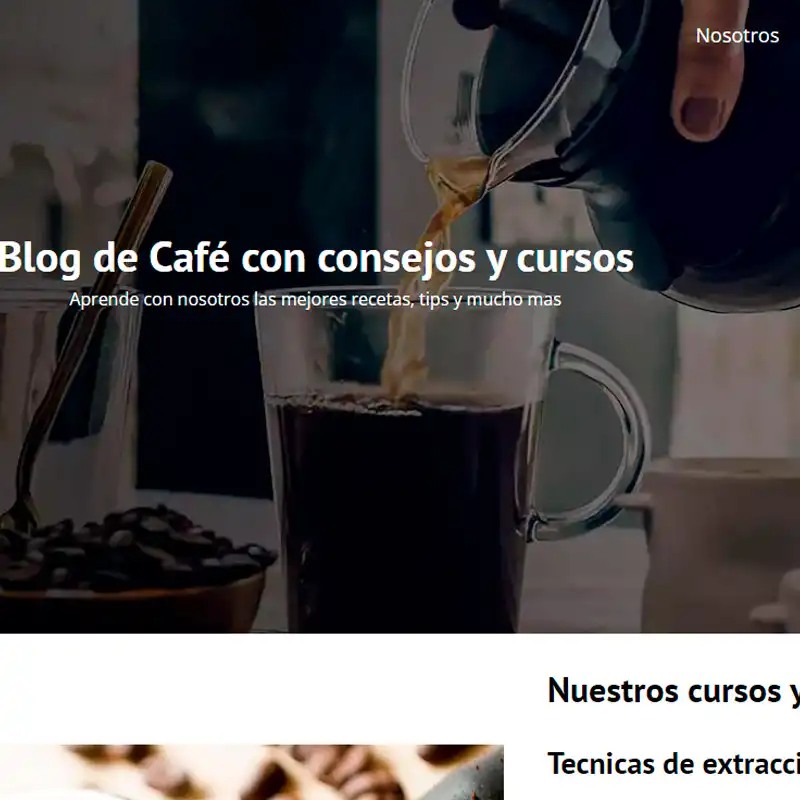 Nosotros
Blog de Café con consejos y cursos
Aprende con nosotros las mejores recetas, tips y mucho mas
Nuestros cursos y
Tecnicas de extracci